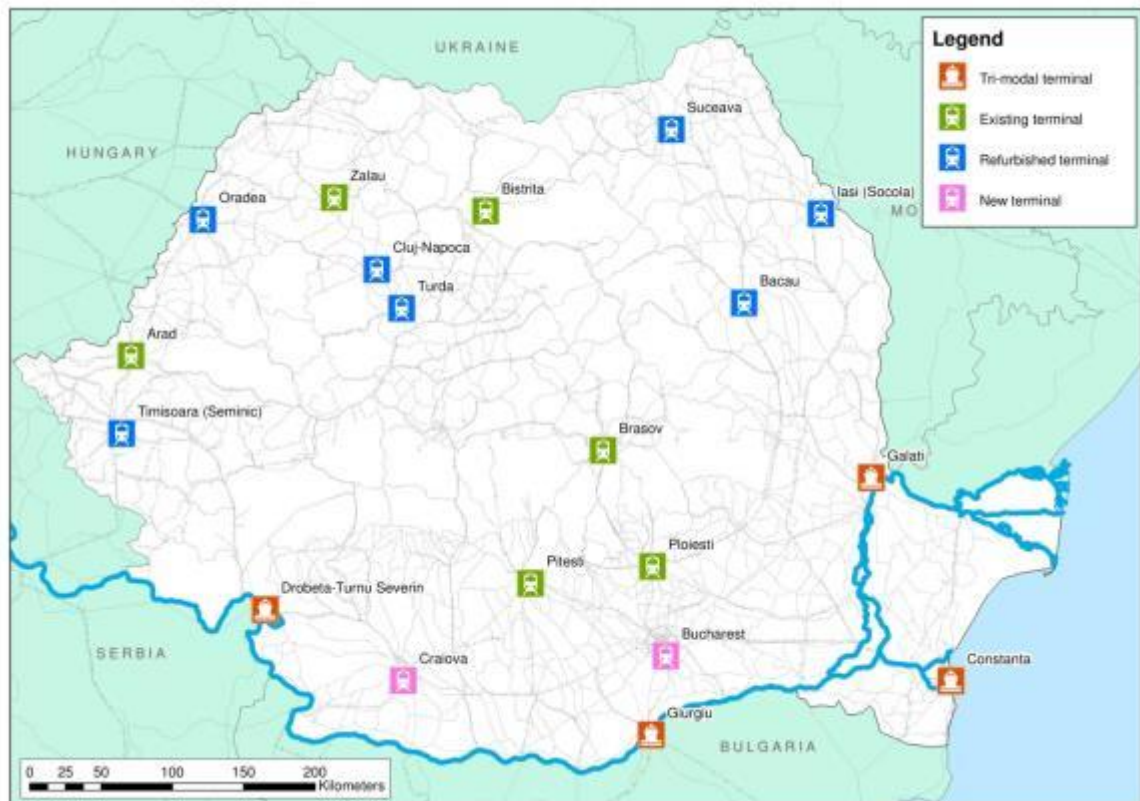 UKRAINE
Legend
Tri-modal terminal
Existing terminal
Refurbished terminal
New terminal
Suceava
HUNGARY
Zalau
Bistrita
Oradea
Iasi (Socola)
MO
Cluj-Napoca
Turda
Bacau
Arad
Timisoara (Seminic)
Brasov
Galati
Ploiesti
Pitesti
Drobeta-Turnu Severin
Bucharest
SERBIA
Craiova
Constanta
Giurgiu
BULGARIA
0 25 50 100 150 200
Kilometers